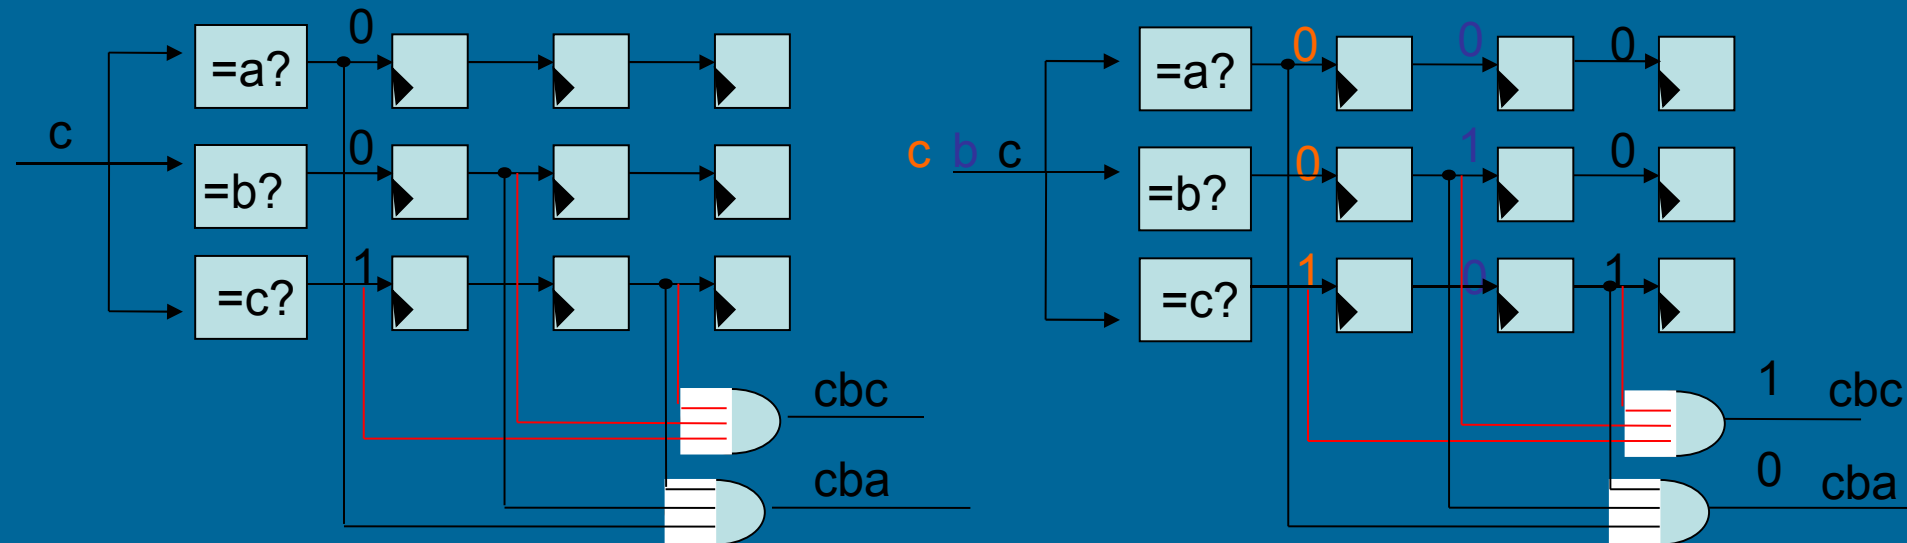 0
=a?
c
0
=b?
1
=c?
cbc
cba
0 0 0
=a?
c b c
0 1 0
=b?
1 0 1
=c?
1 cbc
0 cba